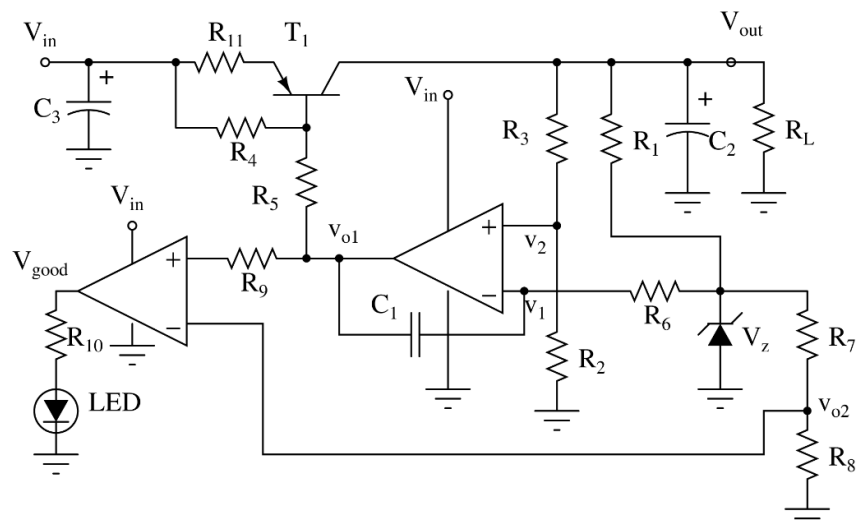 V_in
R_11
T_1
V_out
+
C_3
R_4
V_in
R_3
R_1
+
C_2
R_L
R_5
V_in
v_o1
+
v_2
V_good
+
R_9
−
v_1
C_1
R_6
−
R_10
R_2
V_z
R_7
LED
v_o2
R_8